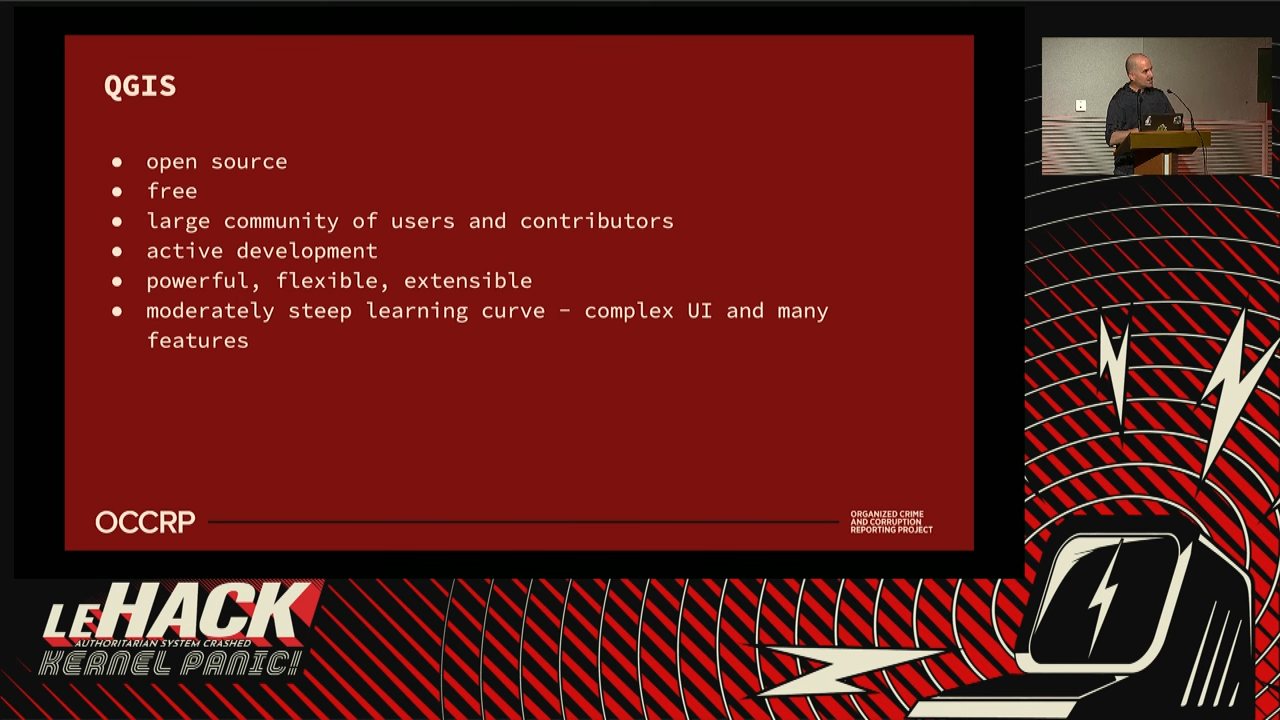 QGIS
● open source
● free
● large community of users and contributors
● active development
● powerful, flexible, extensible
● moderately steep learning curve – complex UI and many
features
OCCRP
ORGANIZED CRIME
AND CORRUPTION
REPORTING PROJECT
LEHACK
AUTHORITARIAN SYSTEM CRASHED
KERNEL PANIC!